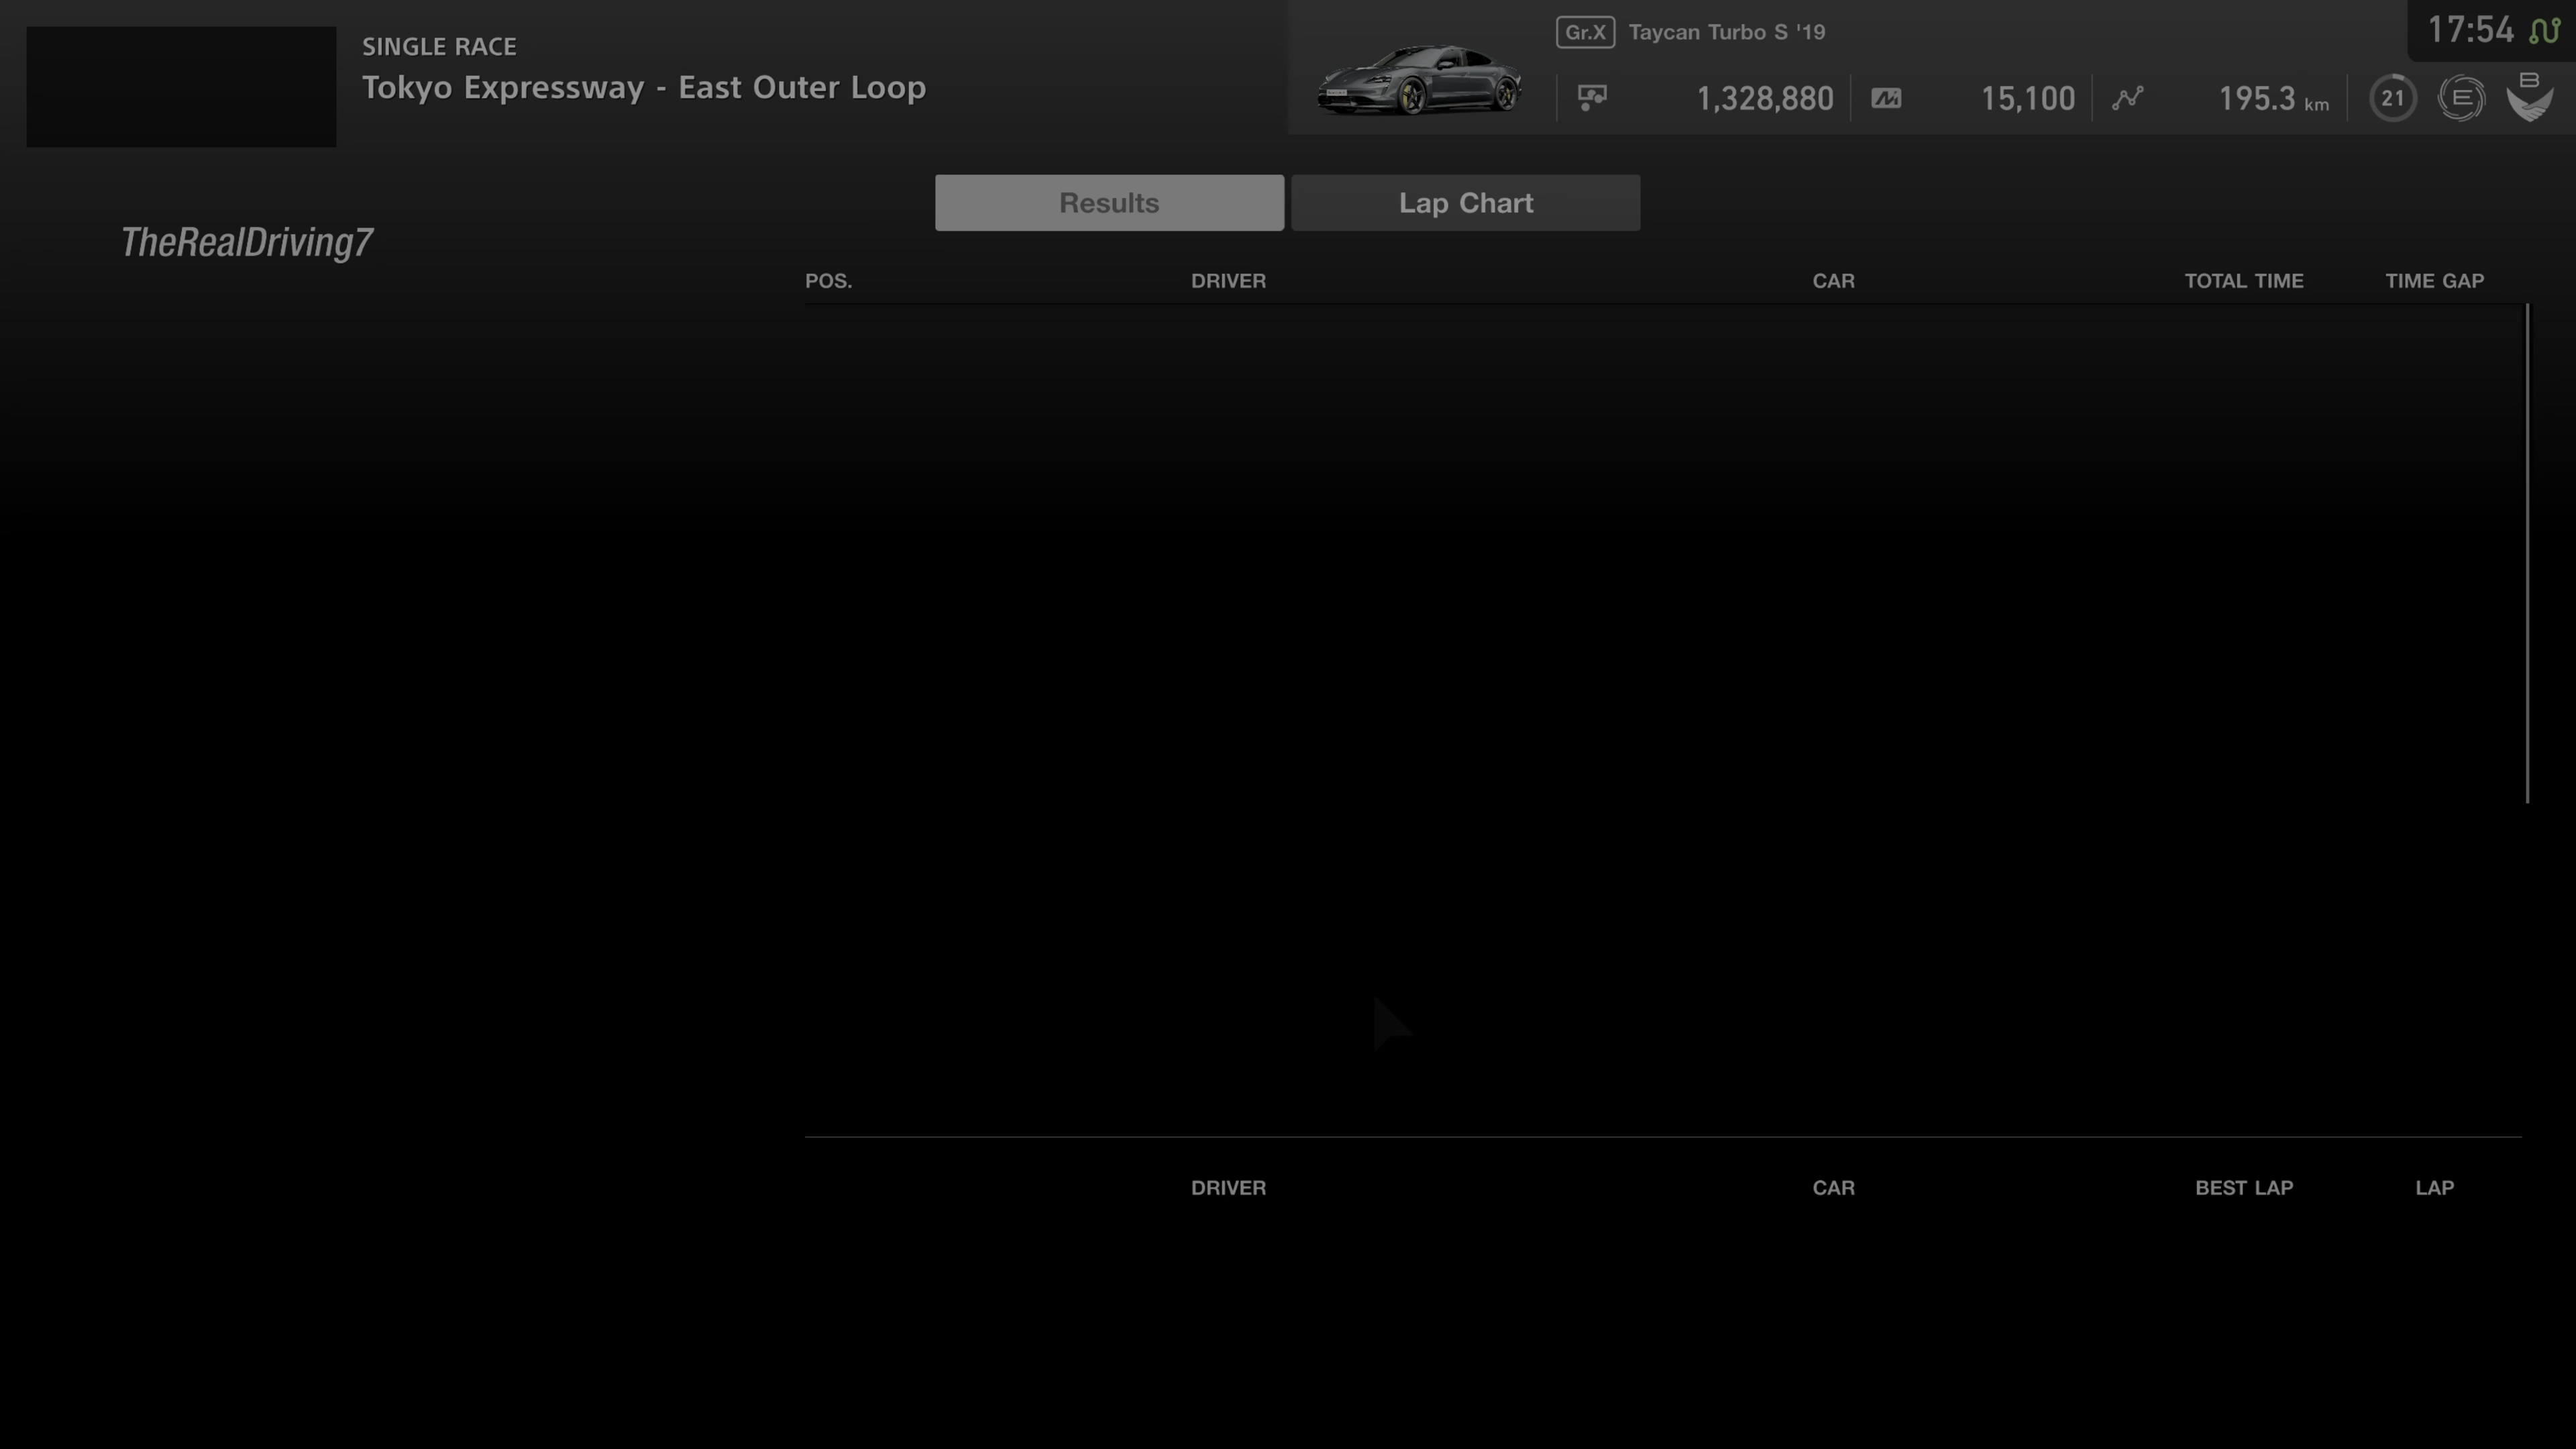 SINGLE RACE
Tokyo Expressway - East Outer Loop
Gr.X Taycan Turbo S '19
17:54
1,328,880 15,100 195.3 km 21 E B
Results Lap Chart
TheRealDriving7
POS. DRIVER CAR TOTAL TIME TIME GAP
DRIVER CAR BEST LAP LAP